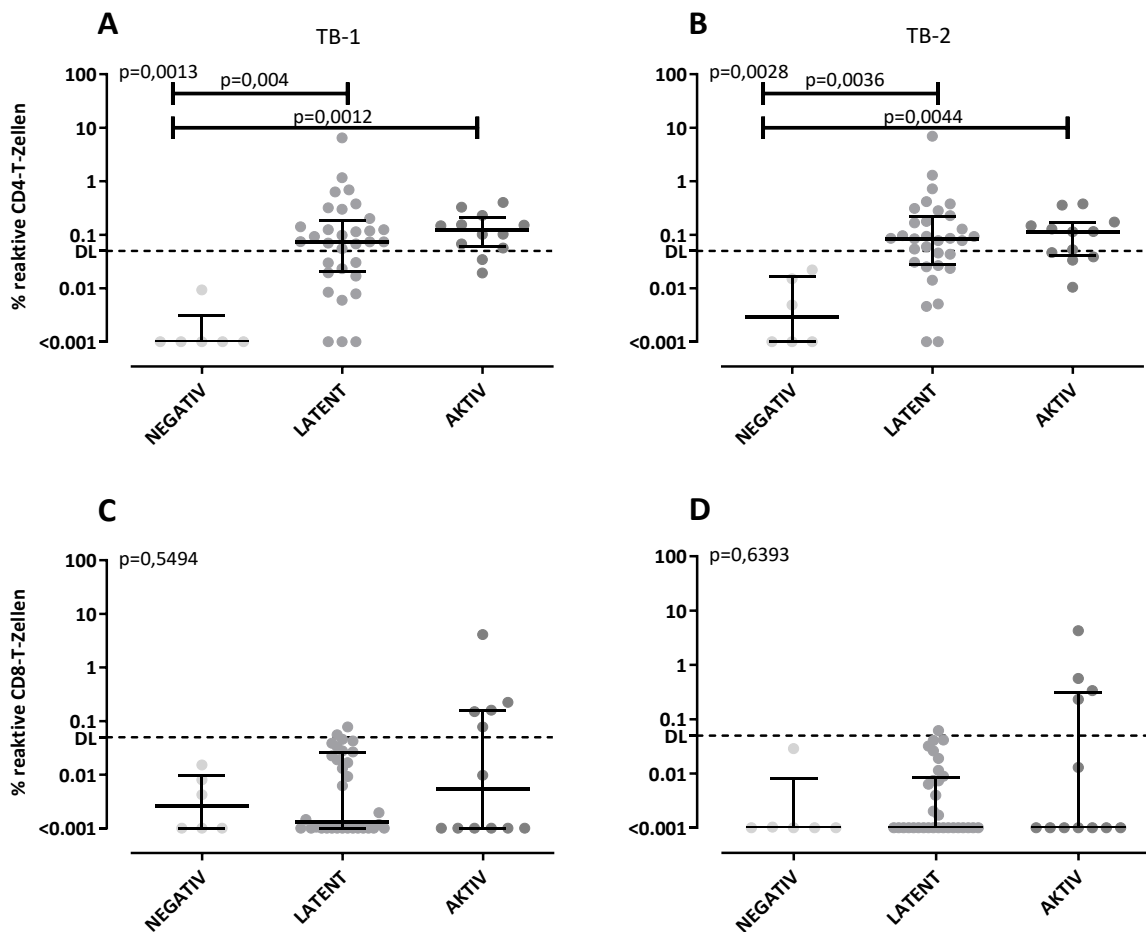 A
TB-1
% reaktive CD4-T-Zellen
100
10
1
0.1
DL
0.01
<0.001
p=0,0013
p=0,004
p=0,0012
NEGATIV
LATENT
AKTIV
B
TB-2
100
10
1
0.1
DL
0.01
<0.001
p=0,0028
p=0,0036
p=0,0044
NEGATIV
LATENT
AKTIV
C
% reaktive CD8-T-Zellen
100
10
1
0.1
DL
0.01
<0.001
p=0,5494
NEGATIV
LATENT
AKTIV
D
100
10
1
0.1
DL
0.01
<0.001
p=0,6393
NEGATIV
LATENT
AKTIV